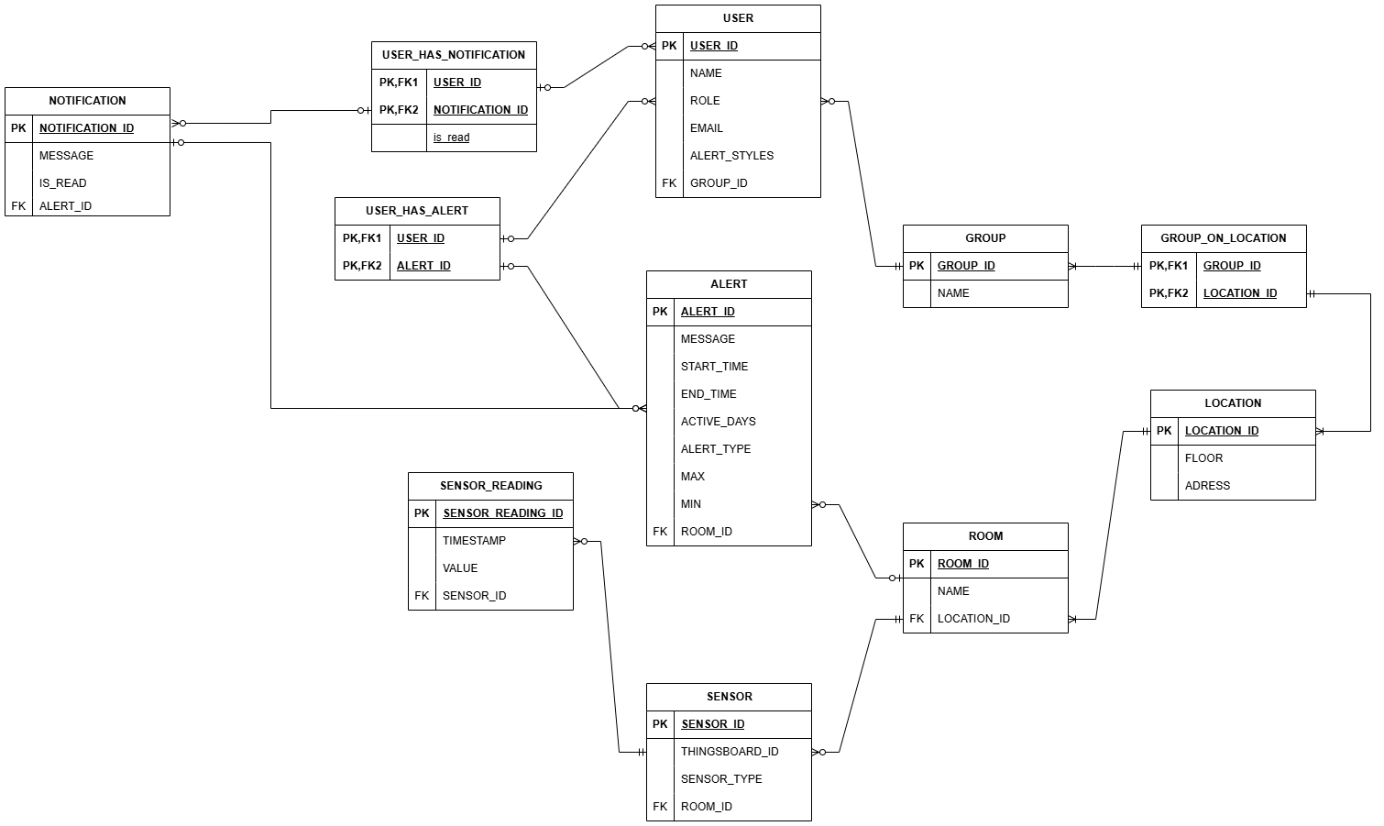 USER
PK USER_ID
NAME
ROLE
EMAIL
ALERT_STYLES
FK GROUP_ID
USER_HAS_NOTIFICATION
PK,FK1 USER_ID
PK,FK2 NOTIFICATION_ID
is_read
NOTIFICATION
PK NOTIFICATION_ID
MESSAGE
IS_READ
FK ALERT_ID
USER_HAS_ALERT
PK,FK1 USER_ID
PK,FK2 ALERT_ID
GROUP
PK GROUP_ID
NAME
GROUP_ON_LOCATION
PK,FK1 GROUP_ID
PK,FK2 LOCATION_ID
ALERT
PK ALERT_ID
MESSAGE
START_TIME
END_TIME
ACTIVE_DAYS
ALERT_TYPE
MAX
MIN
FK ROOM_ID
LOCATION
PK LOCATION_ID
FLOOR
ADRESS
SENSOR_READING
PK SENSOR_READING_ID
TIMESTAMP
VALUE
FK SENSOR_ID
ROOM
PK ROOM_ID
NAME
FK LOCATION_ID
SENSOR
PK SENSOR_ID
THINGSBOARD_ID
SENSOR_TYPE
FK ROOM_ID